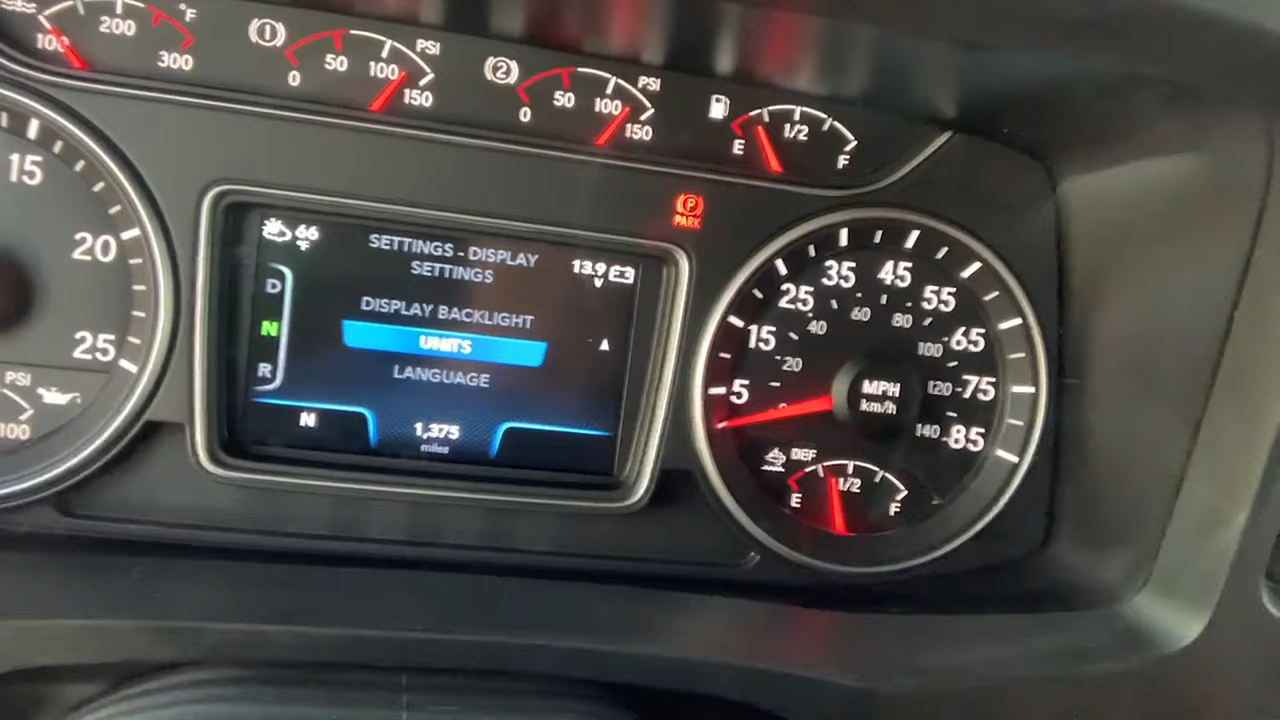 °F
100 200 300
1
0 50 100 150 PSI
2
0 50 100 150 PSI
E 1/2 F
15
20
25
PSI
100
P
PARK
66
°F
SETTINGS - DISPLAY
SETTINGS
13.9
V
DISPLAY BACKLIGHT
UNITS
LANGUAGE
D
N
R
N
1,375
miles
5 15 25 35 45 55 65 75 85
20 40 60 80 100 120 140
MPH
km/h
DEF
E 1/2 F